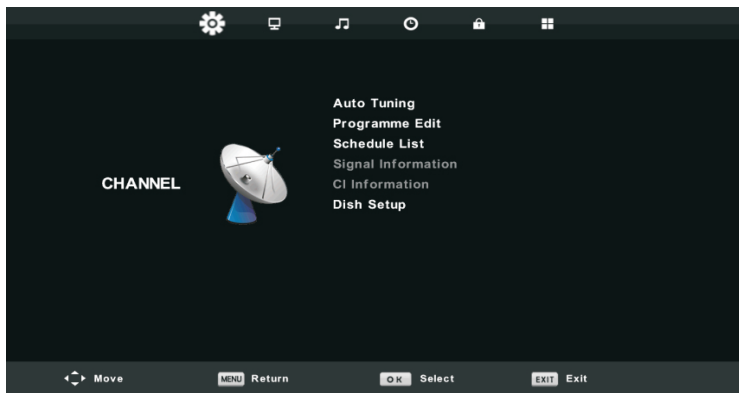 Auto Tuning
Programme Edit
Schedule List
Signal Information
CHANNEL
CI Information
Dish Setup
Move
MENU Return
OK Select
EXIT Exit